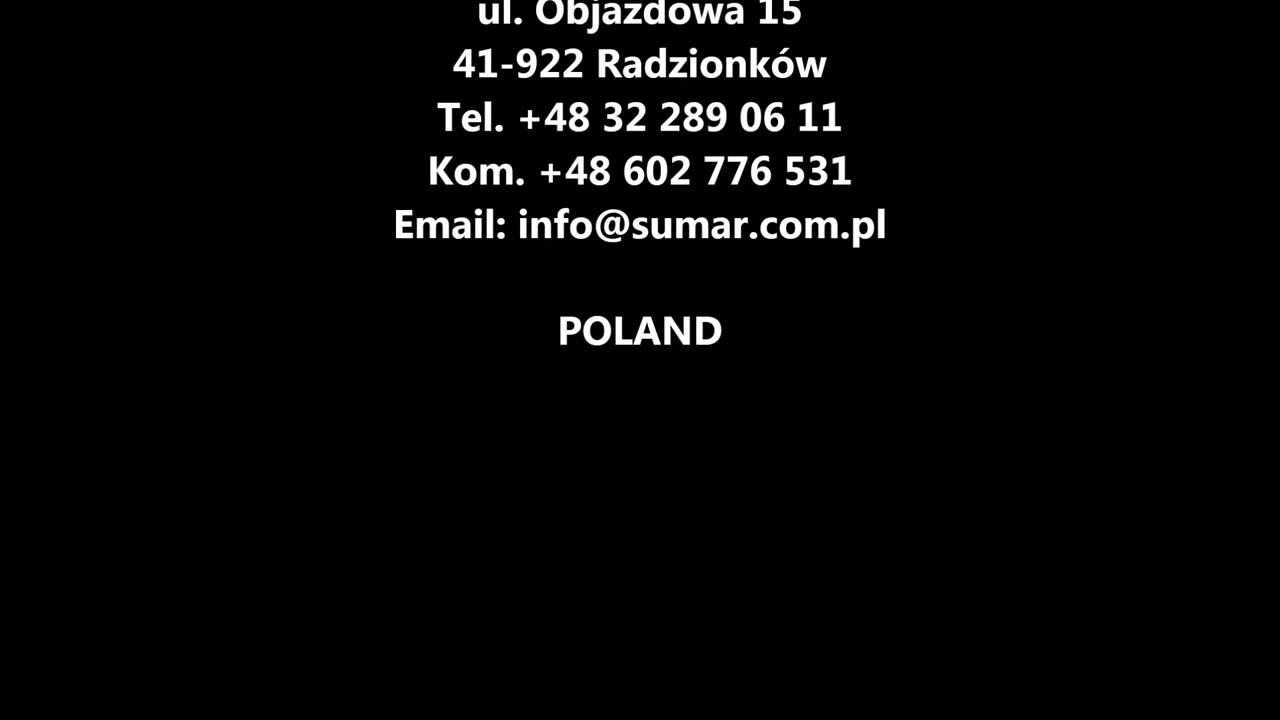 ul. Objazdowa 15
41-922 Radzionków
Tel. +48 32 289 06 11
Kom. +48 602 776 531
Email: info@sumar.com.pl
POLAND